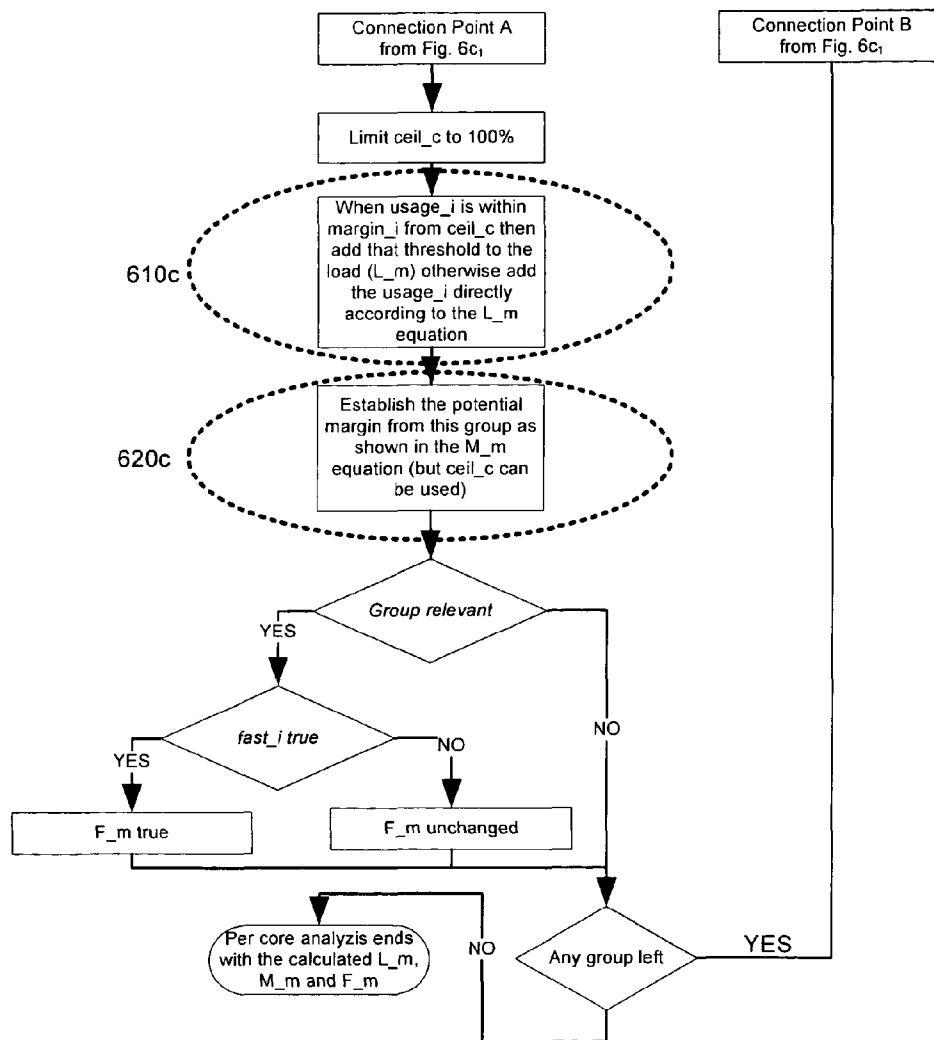 Connection Point A
from Fig. 6c₁
Connection Point B
from Fig. 6c₁
Limit ceil_c to 100%
When usage_i is within
margin_i from ceil_c then
add that threshold to the
load (L_m) otherwise add
the usage_i directly
according to the L_m
equation
610c
Establish the potential
margin from this group as
shown in the M_m
equation (but ceil_c can
be used)
620c
Group relevant
YES
NO
fast_i true
YES
NO
F_m true
F_m unchanged
Per core analyzis ends
with the calculated L_m,
M_m and F_m
NO
Any group left
YES